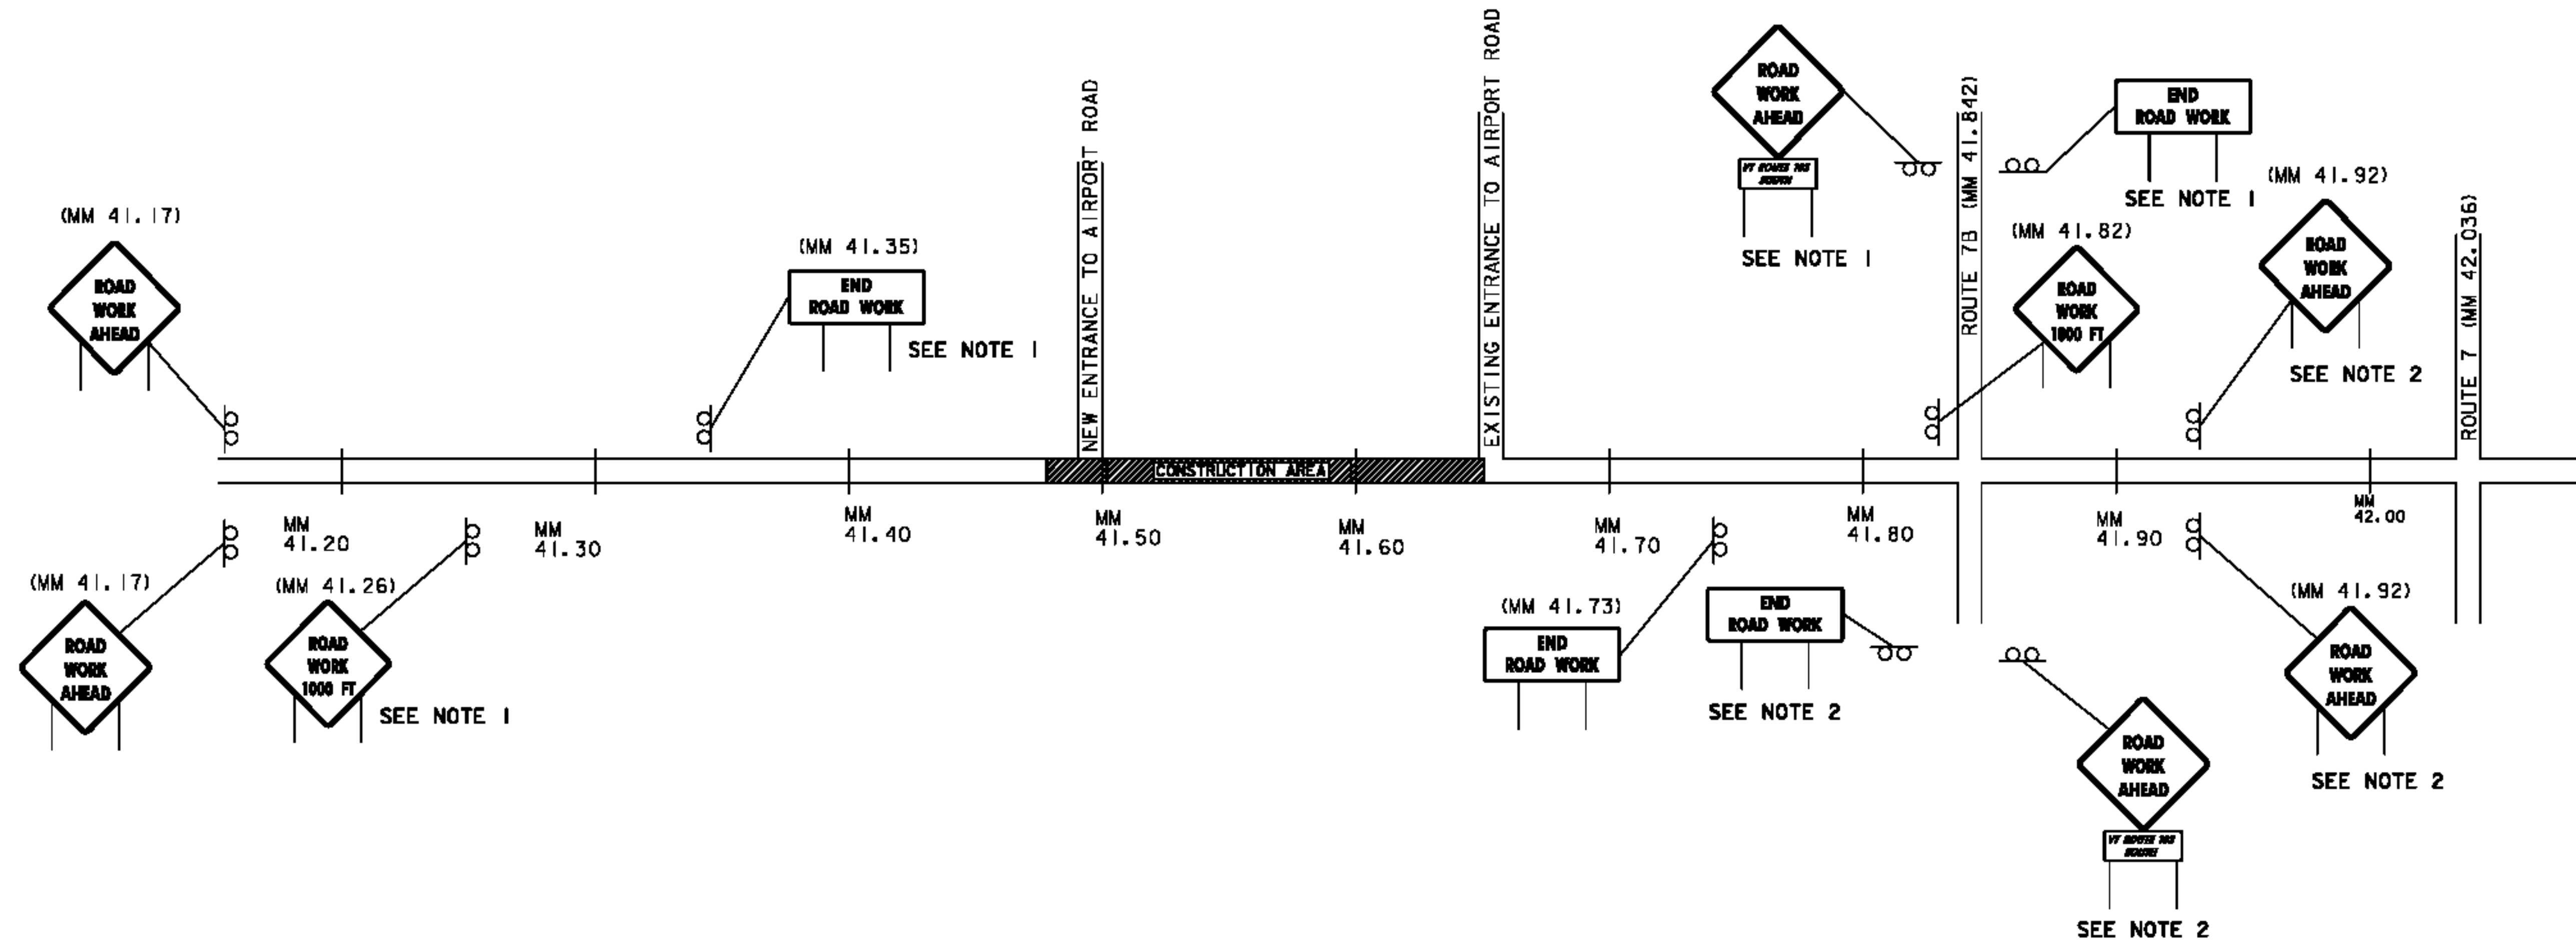 (MM 41.17)
ROAD
WORK
AHEAD
(MM 41.35)
END
ROAD WORK
SEE NOTE 1
NEW ENTRANCE TO AIRPORT ROAD
EXISTING ENTRANCE TO AIRPORT ROAD
ROAD
WORK
AHEAD
VT ROUTE
SOUTH
SEE NOTE 1
ROUTE 7B (MM 41.842)
END
ROAD WORK
SEE NOTE 1
(MM 41.82)
ROAD
WORK
1000 FT
(MM 41.92)
ROAD
WORK
AHEAD
SEE NOTE 2
ROUTE 7 (MM 42.036)
CONSTRUCTION AREA
MM
41.20
MM
41.30
MM
41.40
MM
41.50
MM
41.60
MM
41.70
MM
41.80
MM
41.90
MM
42.00
(MM 41.17)
ROAD
WORK
AHEAD
(MM 41.26)
ROAD
WORK
1000 FT
SEE NOTE 1
(MM 41.73)
END
ROAD WORK
END
ROAD WORK
SEE NOTE 2
ROAD
WORK
AHEAD
VT ROUTE
SOUTH
SEE NOTE 2
(MM 41.92)
ROAD
WORK
AHEAD
SEE NOTE 2